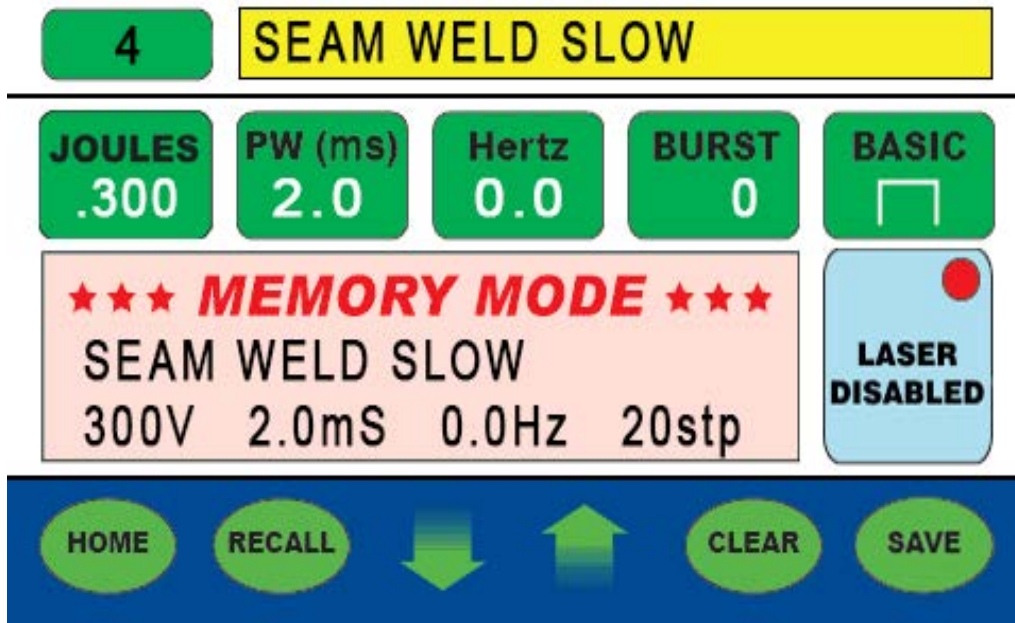 4 SEAM WELD SLOW
JOULES PW (ms) Hertz BURST BASIC
.300 2.0 0.0 0
★★★ MEMORY MODE ★★★
SEAM WELD SLOW
300V 2.0mS 0.0Hz 20stp
LASER
DISABLED
HOME RECALL CLEAR SAVE